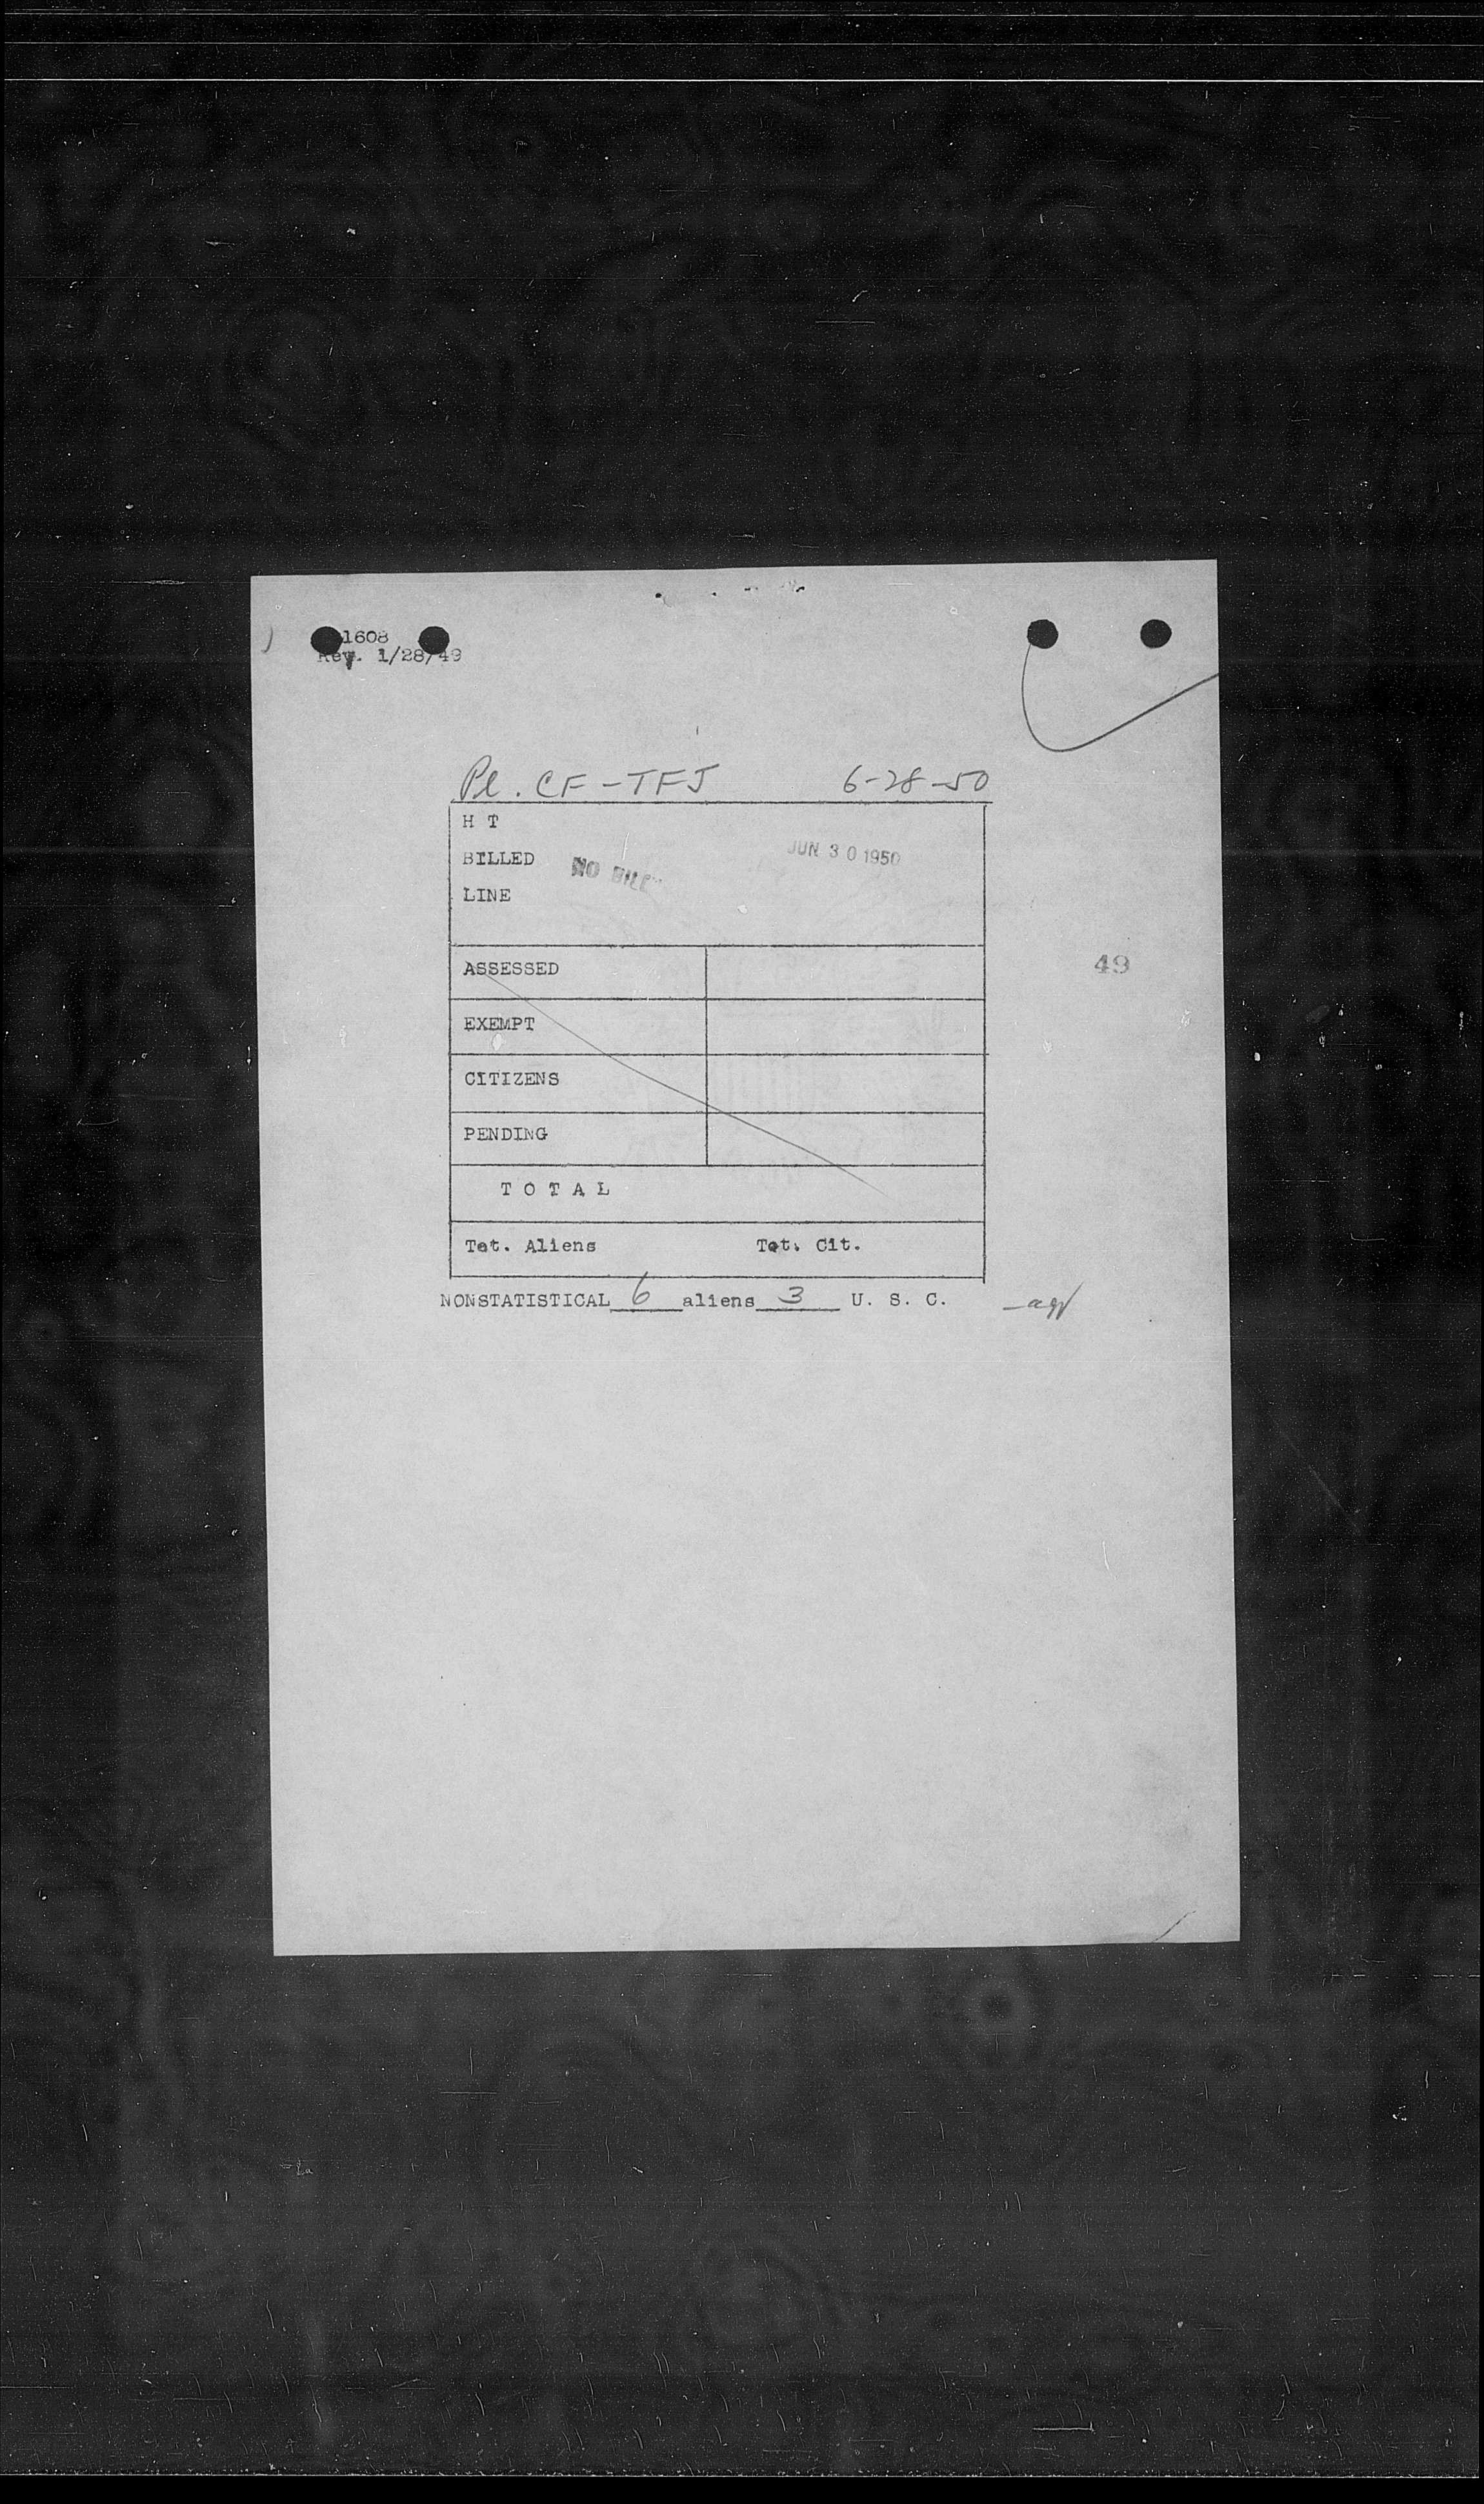 1608
Rev. 1/28/49
Pl. CF-TFJ 6-28-50
H T
BILLED NO BILL JUN 30 1950
LINE
ASSESSED
49
EXEMPT
CITIZENS
PENDING
T O T A L
Tot. Aliens Tot. Cit.
NONSTATISTICAL 6 aliens 3 U. S. C.